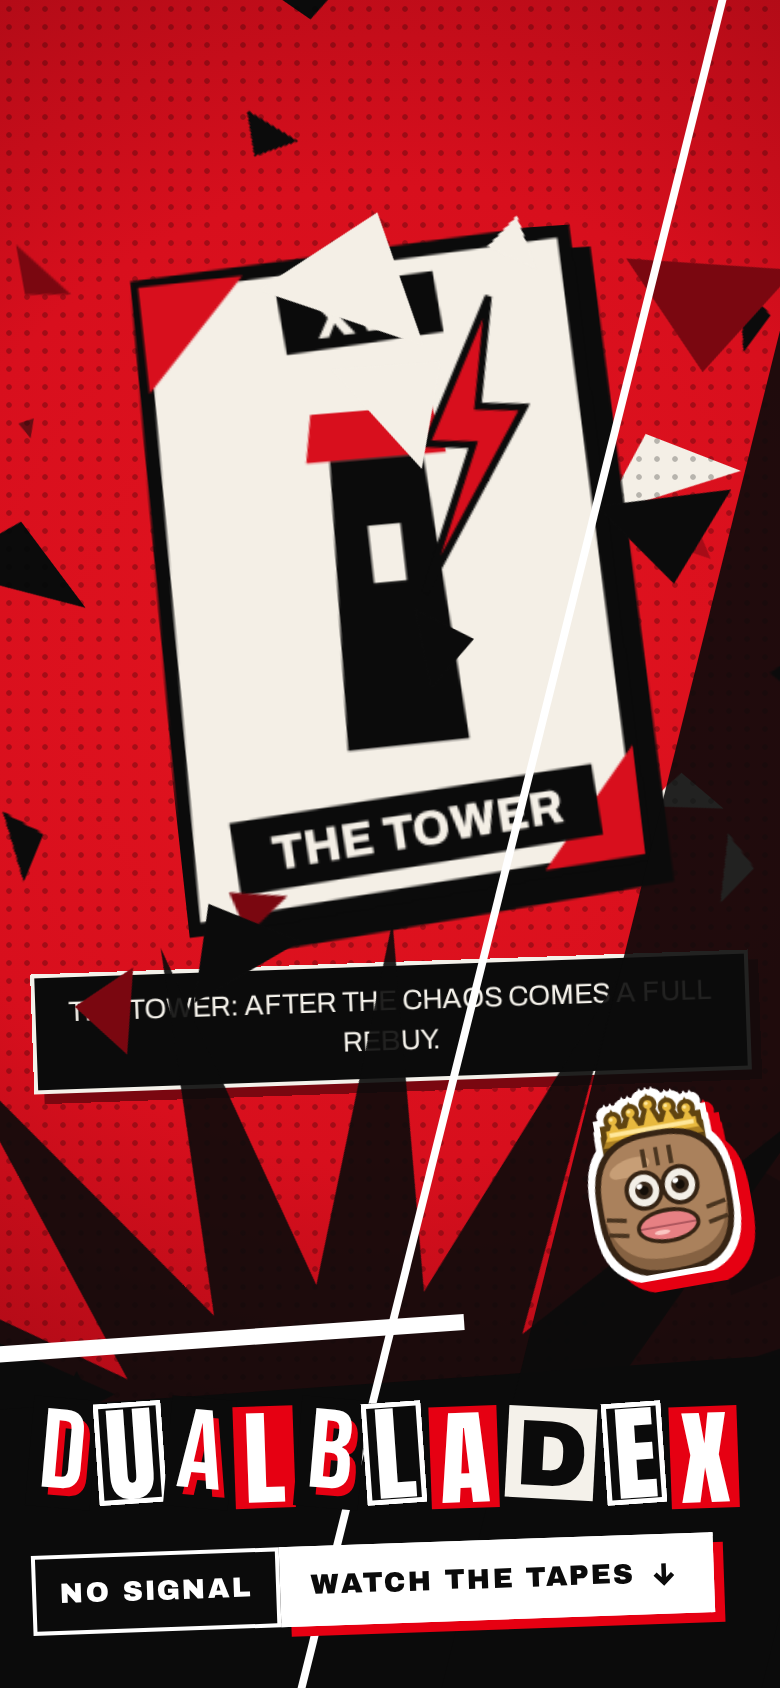 THE TOWER
TOWER: AFTER THE CHAOS COMES A FULL
REBUY.
DUALBLADEX
NO SIGNAL
WATCH THE TAPES ↓